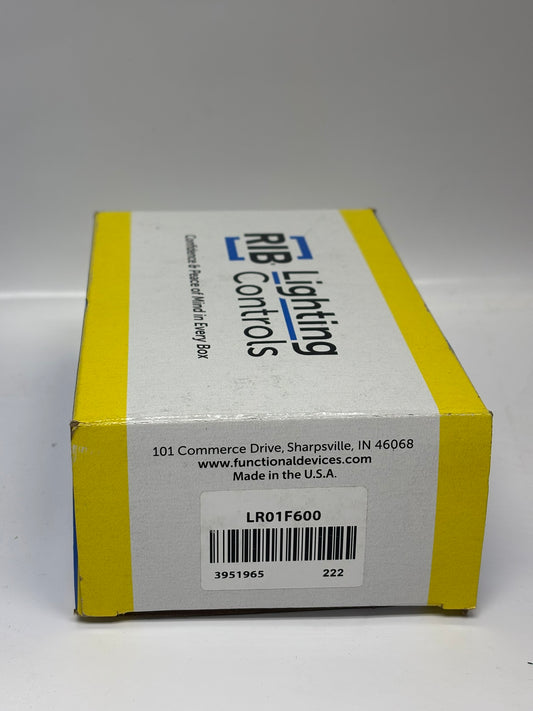 RIB® Lighting
Controls
Confidence & Peace of Mind in Every Box
101 Commerce Drive, Sharpsville, IN 46068
www.functionaldevices.com
Made in the U.S.A.
LR01F600
3951965 222